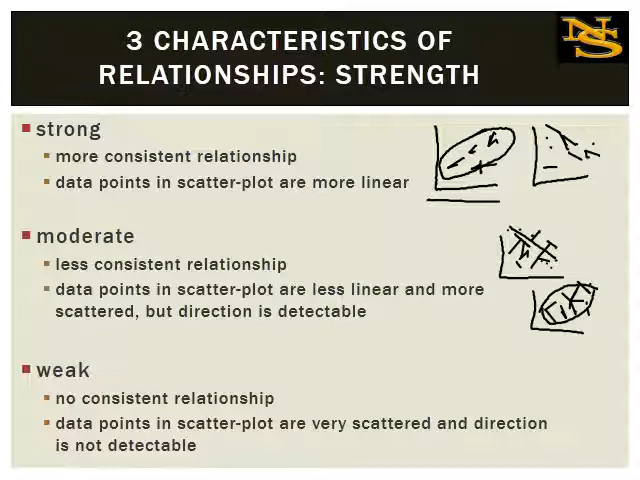 3 CHARACTERISTICS OF
RELATIONSHIPS: STRENGTH
NS
strong
more consistent relationship
data points in scatter-plot are more linear
moderate
less consistent relationship
data points in scatter-plot are less linear and more
scattered, but direction is detectable
weak
no consistent relationship
data points in scatter-plot are very scattered and direction
is not detectable